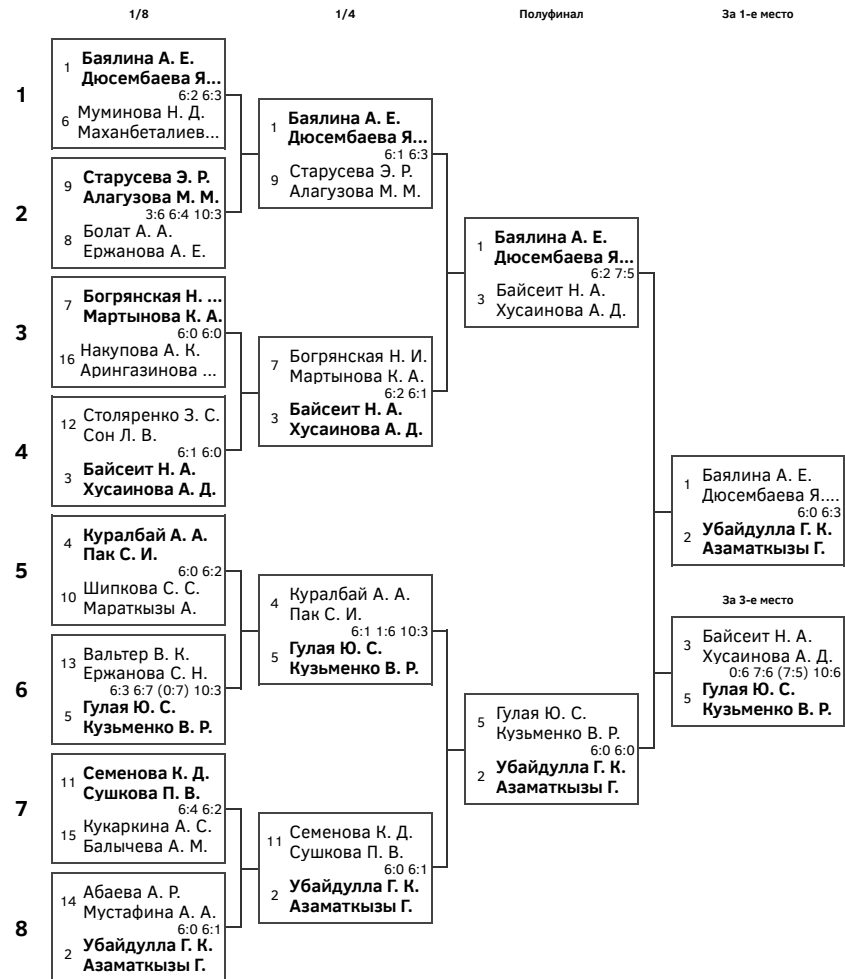 1/8
1/4
Полуфинал
За 1-е место
1
1
Баялина А. Е.
Дюсембаева Я...
6:2 6:3
6
Муминова Н. Д.
Маханбеталиев...
2
9
Старусева Э. Р.
Алагузова М. М.
3:6 6:4 10:3
8
Болат А. А.
Ержанова А. Е.
3
7
Богрянская Н. ...
Мартынова К. А.
6:0 6:0
16
Накупова А. К.
Арингазинова ...
4
12
Столяренко З. С.
Сон Л. В.
6:1 6:0
3
Байсеит Н. А.
Хусаинова А. Д.
5
4
Куралбай А. А.
Пак С. И.
6:0 6:2
10
Шипкова С. С.
Мараткызы А.
6
13
Вальтер В. К.
Ержанова С. Н.
6:3 6:7 (0:7) 10:3
5
Гулая Ю. С.
Кузьменко В. Р.
7
11
Семенова К. Д.
Сушкова П. В.
6:4 6:2
15
Кукаркина А. С.
Балычева А. М.
8
14
Абаева А. Р.
Мустафина А. А.
6:0 6:1
2
Убайдулла Г. К.
Азаматкызы Г.
1
Баялина А. Е.
Дюсембаева Я...
6:1 6:3
9
Старусева Э. Р.
Алагузова М. М.
7
Богрянская Н. И.
Мартынова К. А.
6:2 6:1
3
Байсеит Н. А.
Хусаинова А. Д.
4
Куралбай А. А.
Пак С. И.
6:1 1:6 10:3
5
Гулая Ю. С.
Кузьменко В. Р.
11
Семенова К. Д.
Сушкова П. В.
6:0 6:1
2
Убайдулла Г. К.
Азаматкызы Г.
1
Баялина А. Е.
Дюсембаева Я...
6:2 7:5
3
Байсеит Н. А.
Хусаинова А. Д.
5
Гулая Ю. С.
Кузьменко В. Р.
6:0 6:0
2
Убайдулла Г. К.
Азаматкызы Г.
1
Баялина А. Е.
Дюсембаева Я....
6:0 6:3
2
Убайдулла Г. К.
Азаматкызы Г.
За 3-е место
3
Байсеит Н. А.
Хусаинова А. Д.
0:6 7:6 (7:5) 10:6
5
Гулая Ю. С.
Кузьменко В. Р.